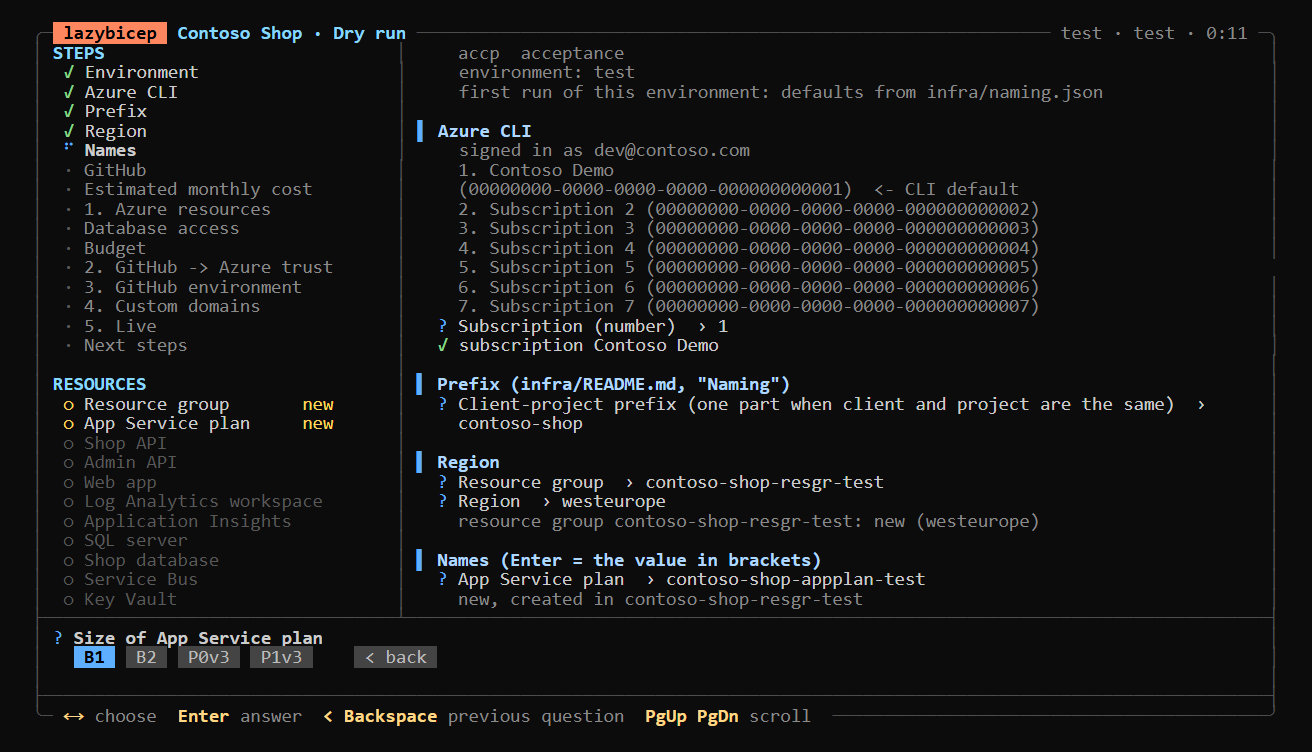 lazybicep Contoso Shop · Dry run
test · test · 0:11
STEPS
✓ Environment
✓ Azure CLI
✓ Prefix
✓ Region
Names
· GitHub
· Estimated monthly cost
· 1. Azure resources
· Database access
· Budget
· 2. GitHub -> Azure trust
· 3. GitHub environment
· 4. Custom domains
· 5. Live
· Next steps
RESOURCES
o Resource group new
o App Service plan new
o Shop API
o Admin API
o Web app
o Log Analytics workspace
o Application Insights
o SQL server
o Shop database
o Service Bus
o Key Vault
accp acceptance
environment: test
first run of this environment: defaults from infra/naming.json
Azure CLI
signed in as dev@contoso.com
1. Contoso Demo
(00000000-0000-0000-0000-000000000001) <- CLI default
2. Subscription 2 (00000000-0000-0000-0000-000000000002)
3. Subscription 3 (00000000-0000-0000-0000-000000000003)
4. Subscription 4 (00000000-0000-0000-0000-000000000004)
5. Subscription 5 (00000000-0000-0000-0000-000000000005)
6. Subscription 6 (00000000-0000-0000-0000-000000000006)
7. Subscription 7 (00000000-0000-0000-0000-000000000007)
? Subscription (number) › 1
✓ subscription Contoso Demo
Prefix (infra/README.md, "Naming")
? Client-project prefix (one part when client and project are the same) ›
contoso-shop
Region
? Resource group › contoso-shop-resgr-test
? Region › westeurope
resource group contoso-shop-resgr-test: new (westeurope)
Names (Enter = the value in brackets)
? App Service plan › contoso-shop-appplan-test
new, created in contoso-shop-resgr-test
? Size of App Service plan
B1 B2 P0v3 P1v3 < back
↔ choose Enter answer < Backspace previous question PgUp PgDn scroll